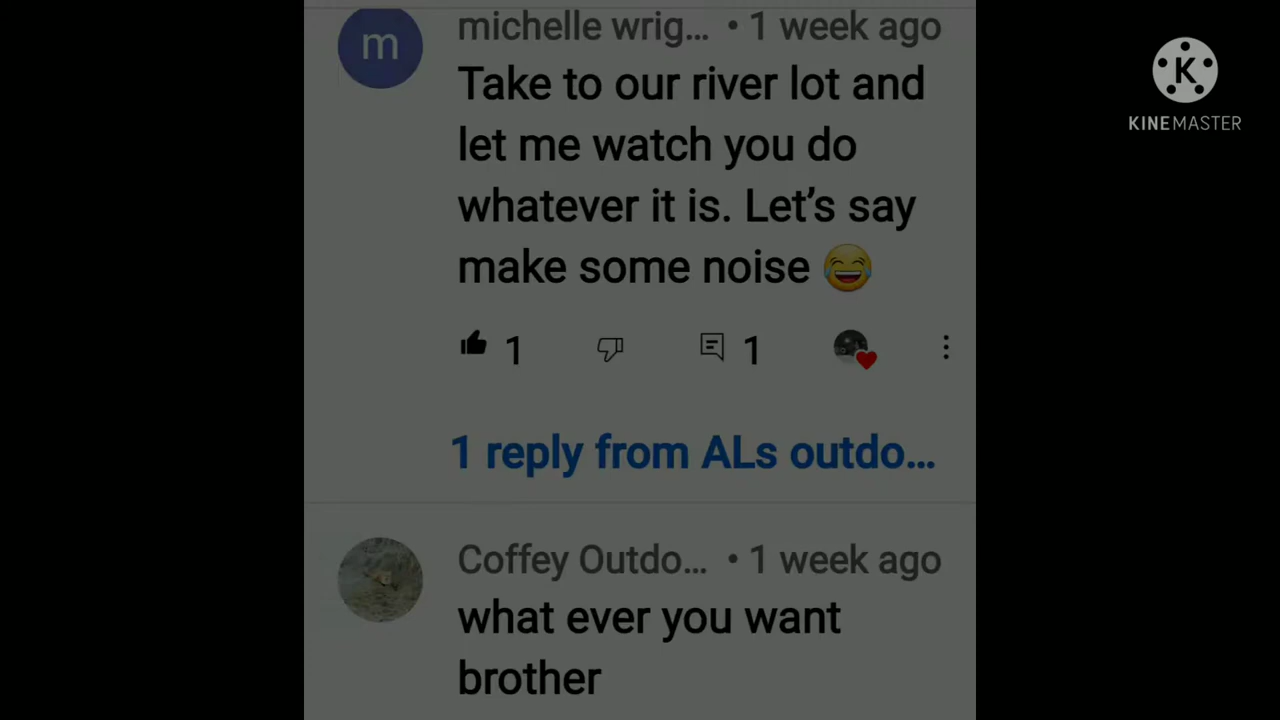 m
michelle wrig... • 1 week ago
Take to our river lot and
let me watch you do
whatever it is. Let’s say
make some noise 😂
1 1
1 reply from ALs outdo...
Coffey Outdo... • 1 week ago
what ever you want
brother
K
KINEMASTER